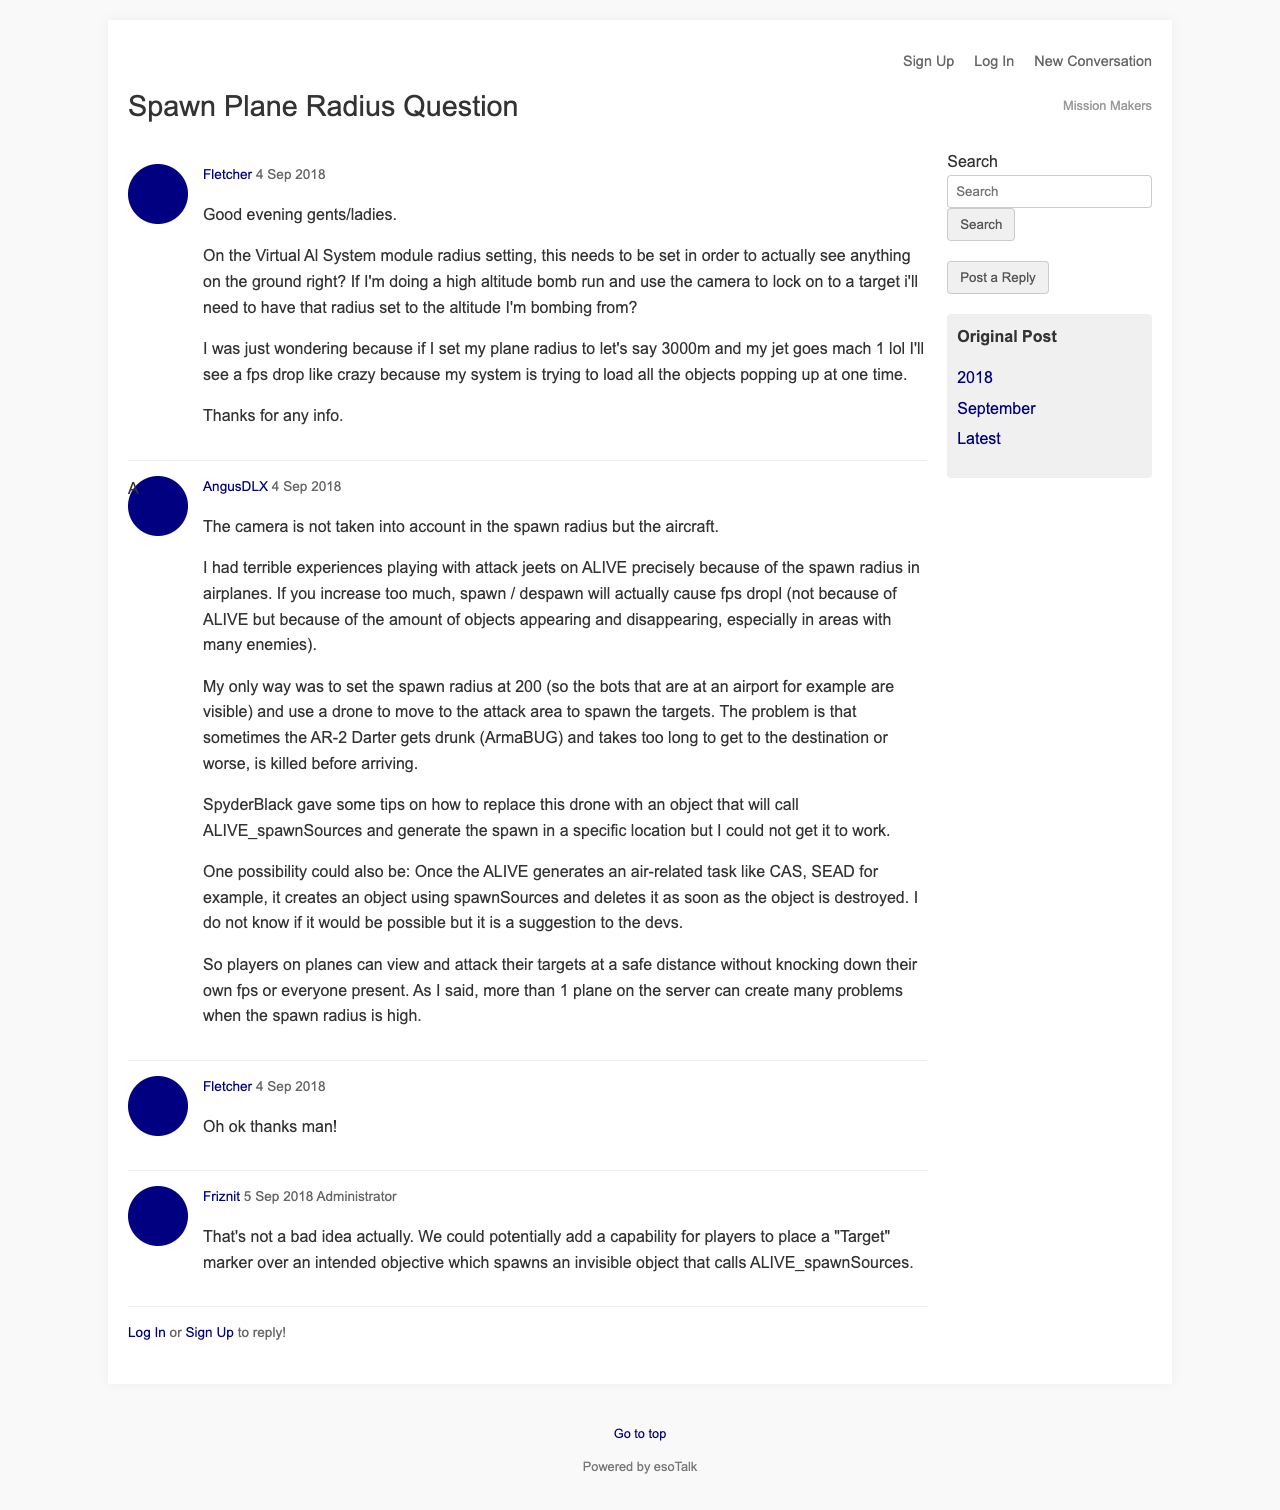 Sign Up Log In New Conversation
Spawn Plane Radius Question
Mission Makers
Fletcher 4 Sep 2018
Good evening gents/ladies.
On the Virtual AI System module radius setting, this needs to be set in order to actually see anything
on the ground right? If I'm doing a high altitude bomb run and use the camera to lock on to a target i'll
need to have that radius set to the altitude I'm bombing from?
I was just wondering because if I set my plane radius to let's say 3000m and my jet goes mach 1 lol I'll
see a fps drop like crazy because my system is trying to load all the objects popping up at one time.
Thanks for any info.
A
AngusDLX 4 Sep 2018
The camera is not taken into account in the spawn radius but the aircraft.
I had terrible experiences playing with attack jeets on ALIVE precisely because of the spawn radius in
airplanes. If you increase too much, spawn / despawn will actually cause fps dropl (not because of
ALIVE but because of the amount of objects appearing and disappearing, especially in areas with
many enemies).
My only way was to set the spawn radius at 200 (so the bots that are at an airport for example are
visible) and use a drone to move to the attack area to spawn the targets. The problem is that
sometimes the AR-2 Darter gets drunk (ArmaBUG) and takes too long to get to the destination or
worse, is killed before arriving.
SpyderBlack gave some tips on how to replace this drone with an object that will call
ALIVE_spawnSources and generate the spawn in a specific location but I could not get it to work.
One possibility could also be: Once the ALIVE generates an air-related task like CAS, SEAD for
example, it creates an object using spawnSources and deletes it as soon as the object is destroyed. I
do not know if it would be possible but it is a suggestion to the devs.
So players on planes can view and attack their targets at a safe distance without knocking down their
own fps or everyone present. As I said, more than 1 plane on the server can create many problems
when the spawn radius is high.
Fletcher 4 Sep 2018
Oh ok thanks man!
Friznit 5 Sep 2018 Administrator
That's not a bad idea actually. We could potentially add a capability for players to place a "Target"
marker over an intended objective which spawns an invisible object that calls ALIVE_spawnSources.
Log In or Sign Up to reply!
Search
Search
Search
Post a Reply
Original Post
2018
September
Latest
Go to top
Powered by esoTalk